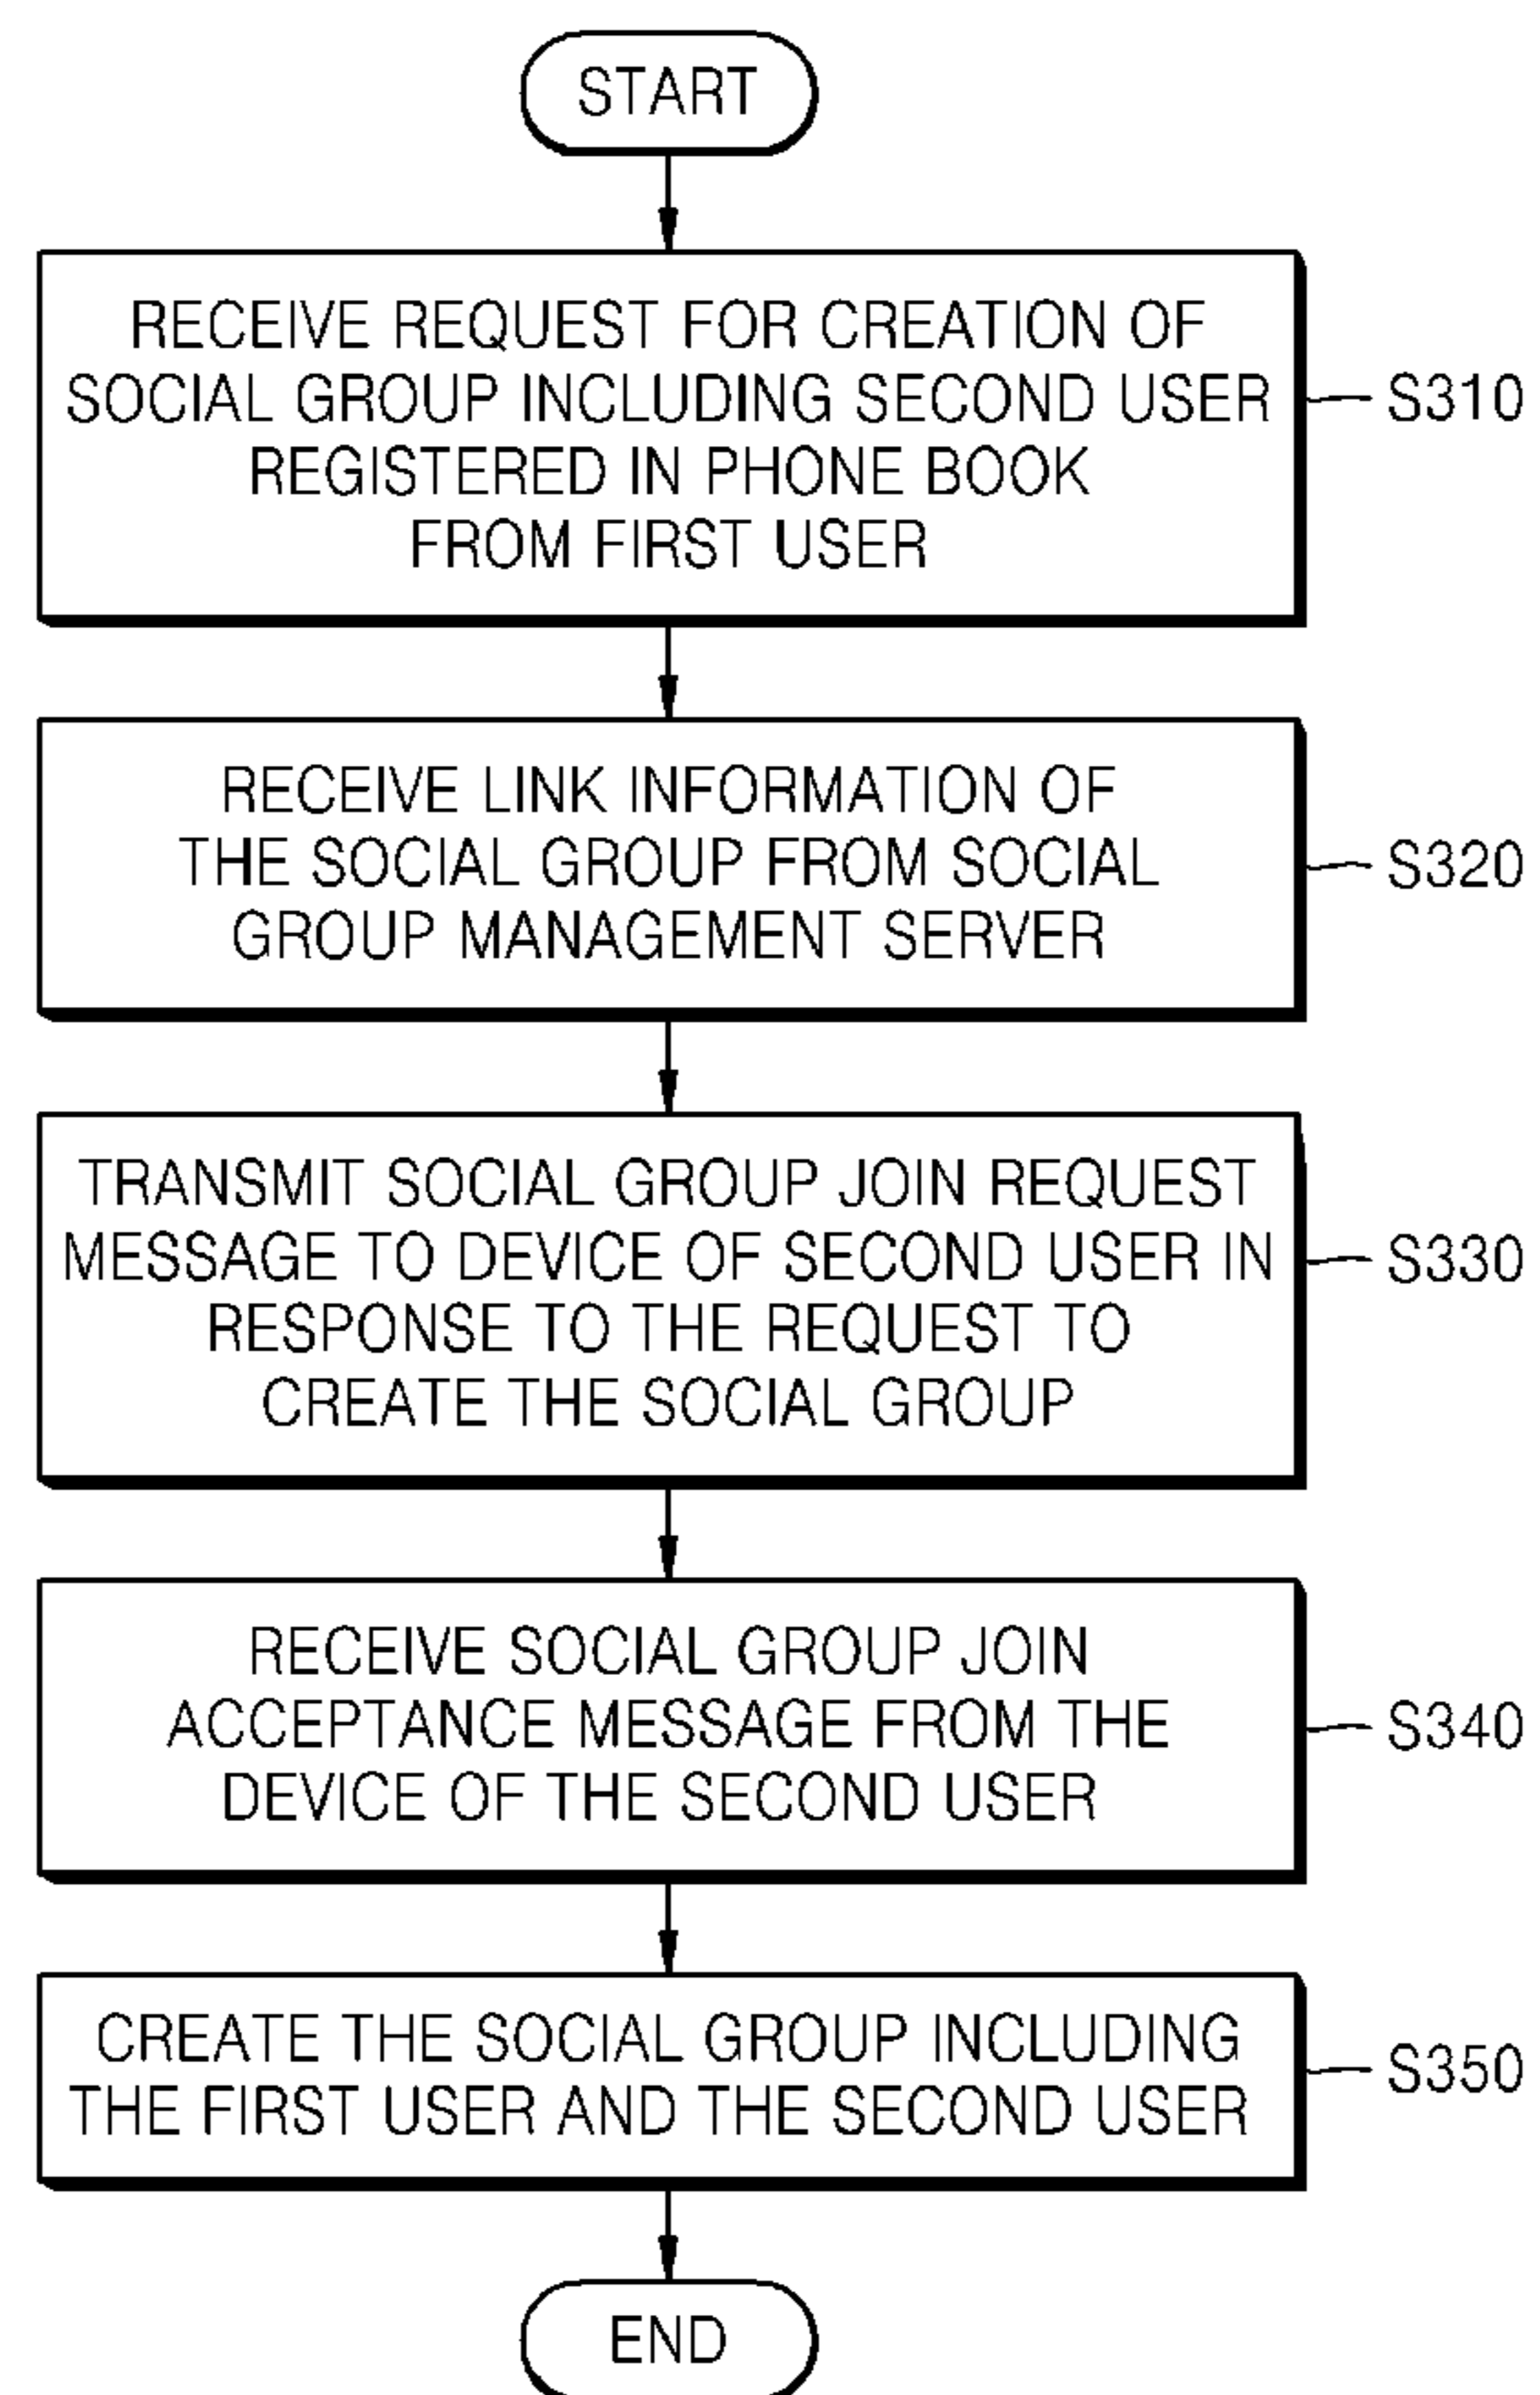 START
RECEIVE REQUEST FOR CREATION OF
SOCIAL GROUP INCLUDING SECOND USER
REGISTERED IN PHONE BOOK
FROM FIRST USER
S310
RECEIVE LINK INFORMATION OF
THE SOCIAL GROUP FROM SOCIAL
GROUP MANAGEMENT SERVER
S320
TRANSMIT SOCIAL GROUP JOIN REQUEST
MESSAGE TO DEVICE OF SECOND USER IN
RESPONSE TO THE REQUEST TO
CREATE THE SOCIAL GROUP
S330
RECEIVE SOCIAL GROUP JOIN
ACCEPTANCE MESSAGE FROM THE
DEVICE OF THE SECOND USER
S340
CREATE THE SOCIAL GROUP INCLUDING
THE FIRST USER AND THE SECOND USER
S350
END